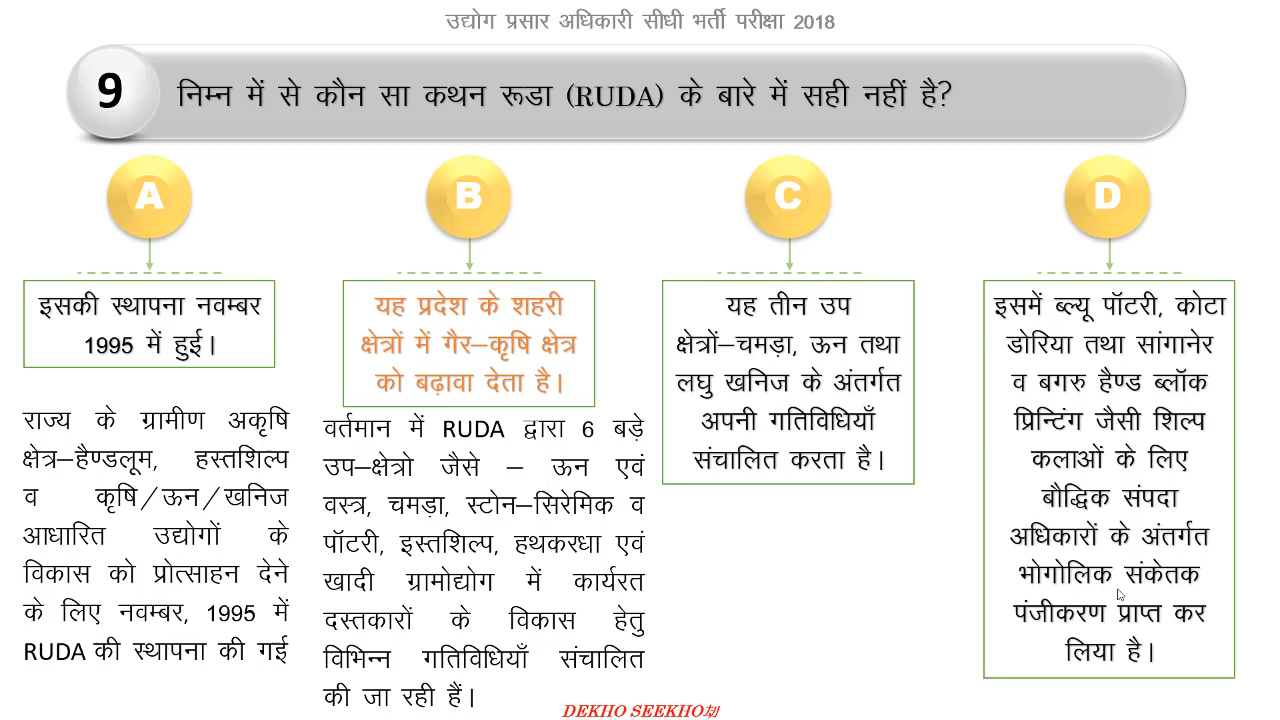 उद्योग प्रसार अधिकारी सीधी भर्ती परीक्षा 2018
9
निम्न में से कौन सा कथन रूडा (RUDA) के बारे में सही नहीं है?
A
इसकी स्थापना नवम्बर
1995 में हुई।
राज्य के ग्रामीण अकृषि
क्षेत्र–हैण्डलूम, हस्तशिल्प
व कृषि/ऊन/खनिज
आधारित उद्योगों के
विकास को प्रोत्साहन देने
के लिए नवम्बर, 1995 में
RUDA की स्थापना की गई
B
यह प्रदेश के शहरी
क्षेत्रों में गैर–कृषि क्षेत्र
को बढ़ावा देता है।
वर्तमान में RUDA द्वारा 6 बड़े
उप–क्षेत्रो जैसे – ऊन एवं
वस्त्र, चमड़ा, स्टोन–सिरेमिक व
पॉटरी, इस्तशिल्प, हथकरधा एवं
खादी ग्रामोद्योग में कार्यरत
दस्तकारों के विकास हेतु
विभिन्न गतिविधियाँ संचालित
की जा रही हैं।
C
यह तीन उप
क्षेत्रों–चमड़ा, ऊन तथा
लघु खनिज के अंतर्गत
अपनी गतिविधियाँ
संचालित करता है।
D
इसमें ब्ल्यू पॉटरी, कोटा
डोरिया तथा सांगानेर
व बगरु हैण्ड ब्लॉक
प्रिन्टिंग जैसी शिल्प
कलाओं के लिए
बौद्धिक संपदा
अधिकारों के अंतर्गत
भोगोलिक संकेतक
पंजीकरण प्राप्त कर
लिया है।
DEKHO SEEKHO